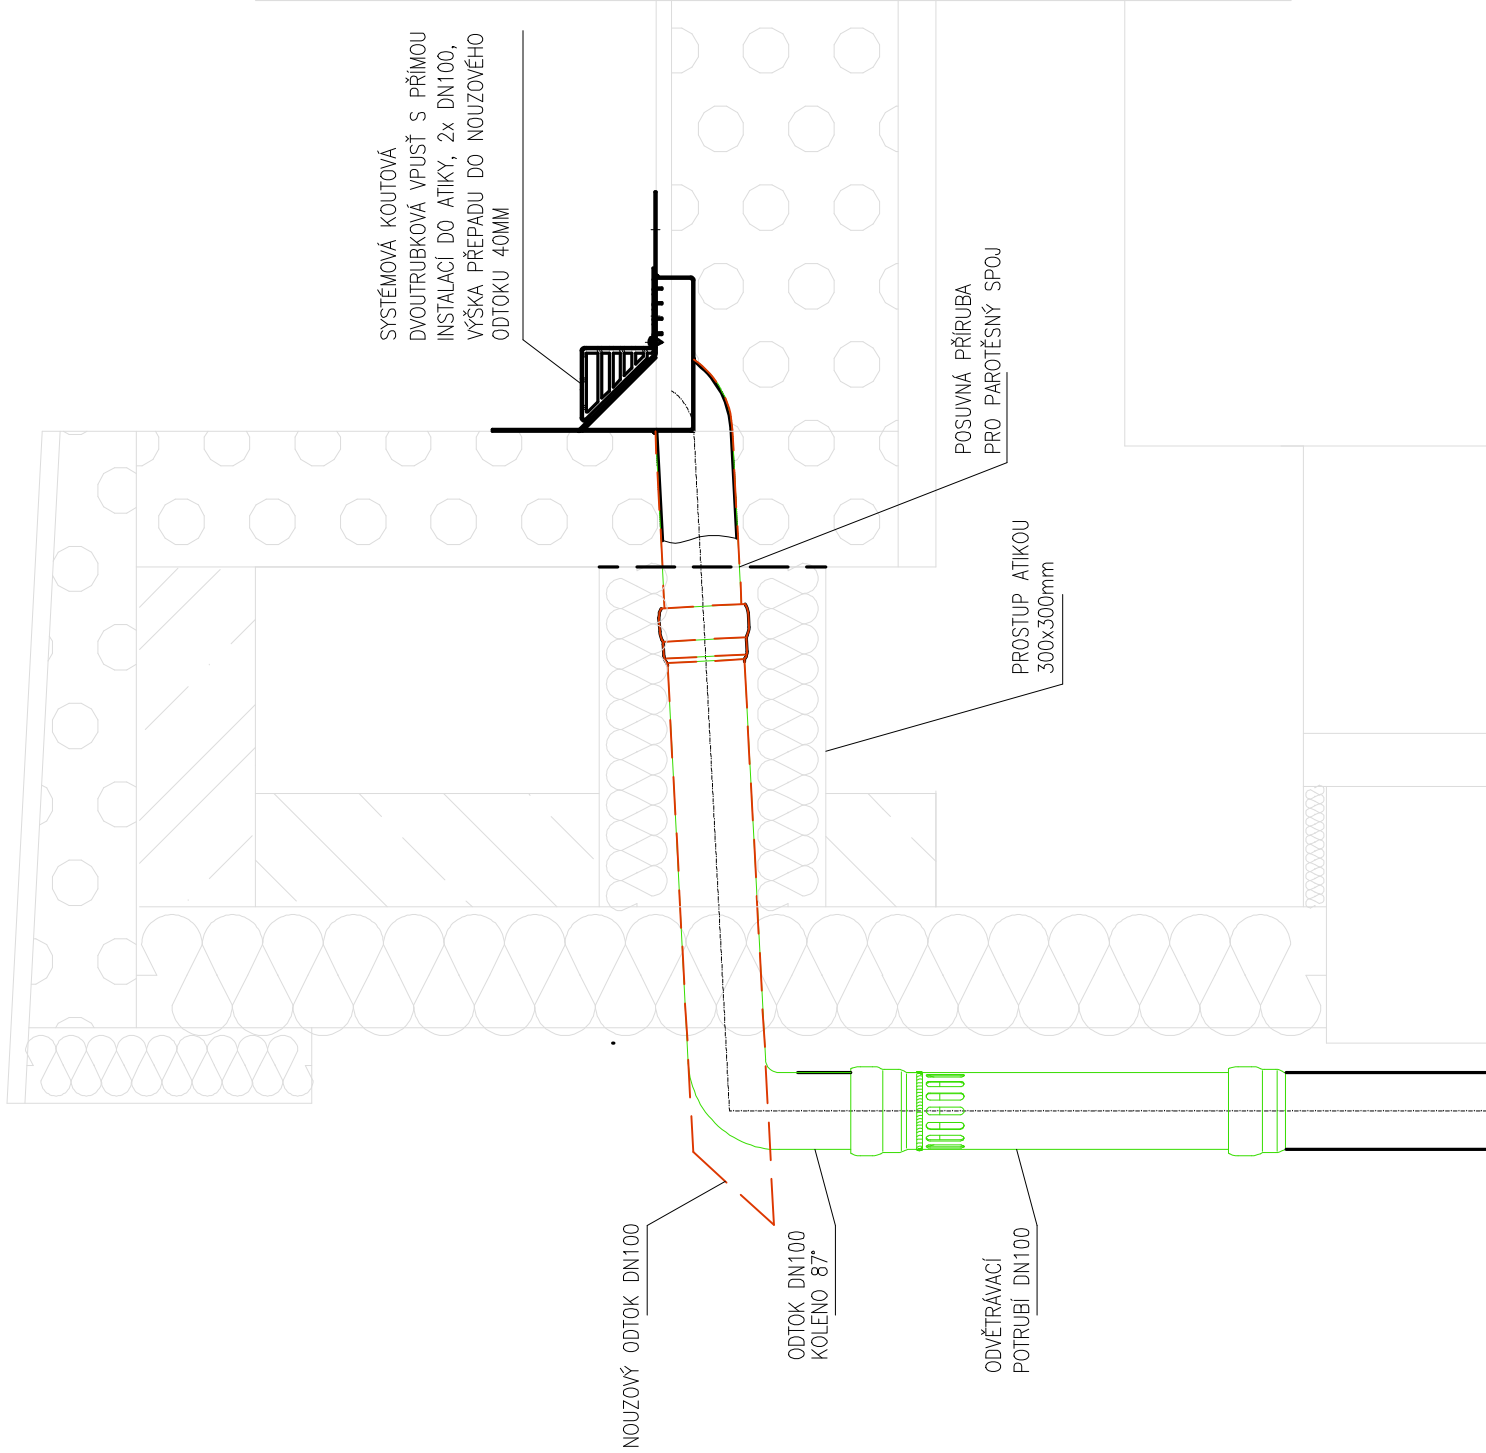 SYSTÉMOVÁ KOUTOVÁ
DVOUTRUBKOVÁ VPUSŤ S PŘÍMOU
INSTALACÍ DO ATIKY, 2x DN100,
VÝŠKA PŘEPADU DO NOUZOVÉHO
ODTOKU 40MM
POSUVNÁ PŘÍRUBA
PRO PAROTĚSNÝ SPOJ
PROSTUP ATIKOU
300x300mm
NOUZOVÝ ODTOK DN100
ODTOK DN100
KOLENO 87°
ODVĚTRÁVACÍ
POTRUBÍ DN100